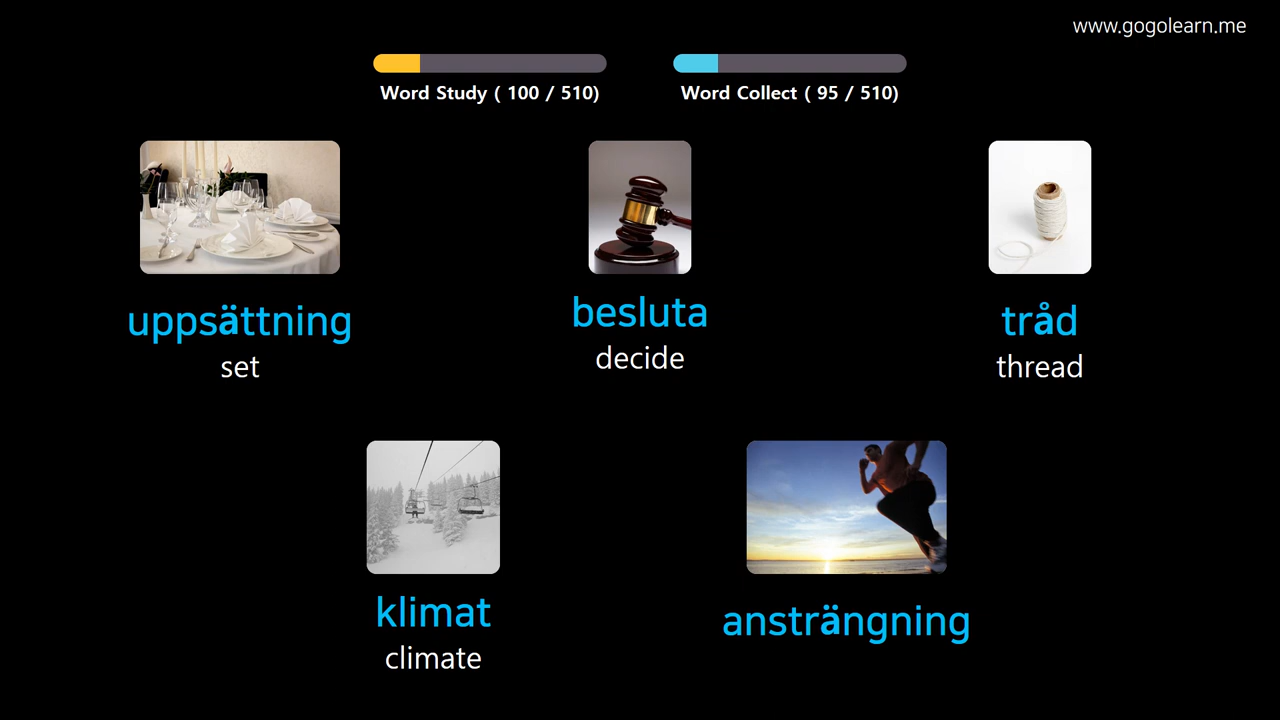 www.gogolearn.me
Word Study ( 100 / 510)
Word Collect ( 95 / 510)
uppsättning
set
besluta
decide
tråd
thread
klimat
climate
ansträngning